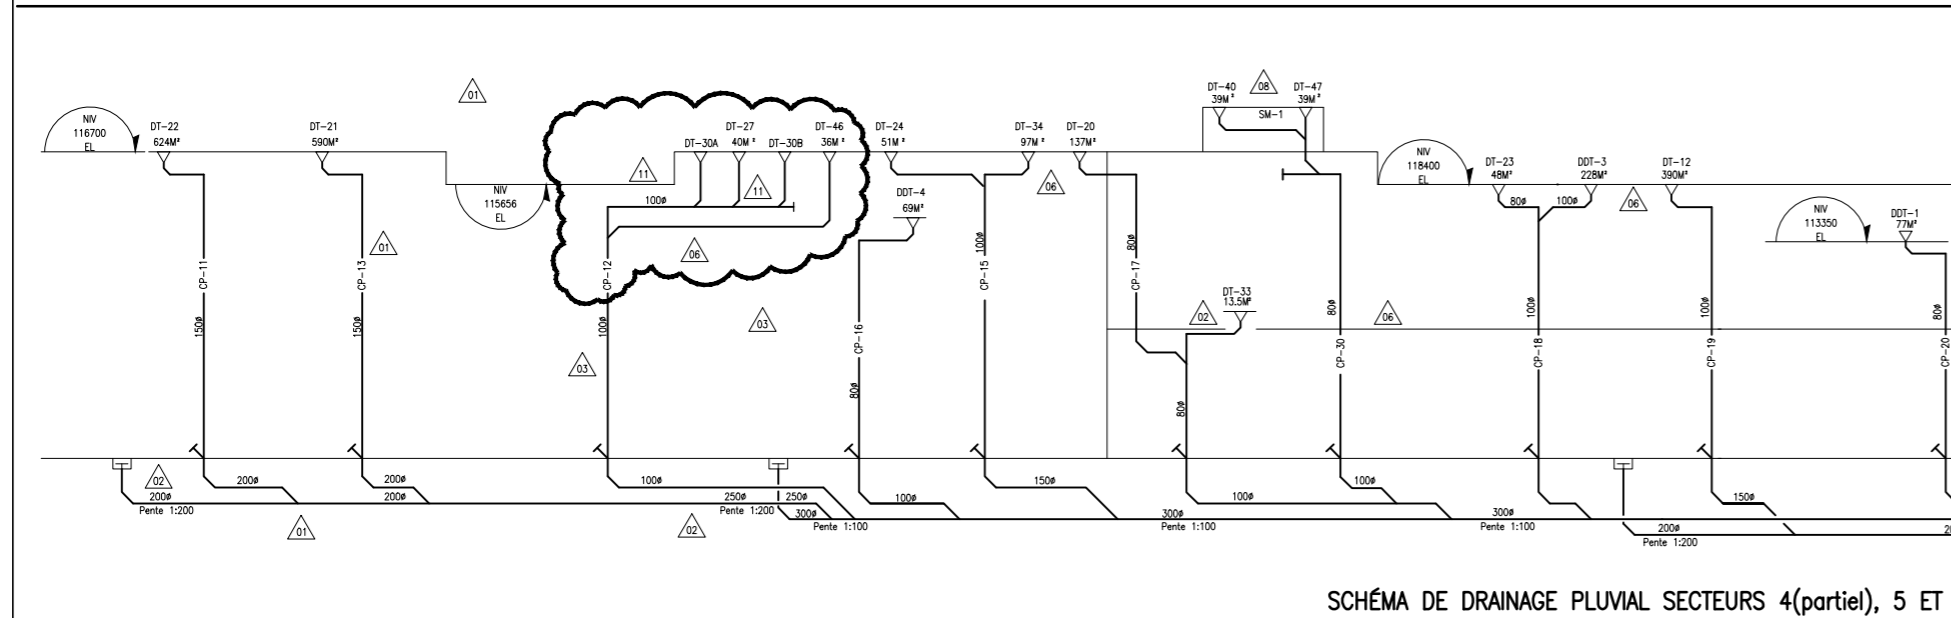 01
08
NIV
116700
EL
DT-22
624M²
DT-21
590M²
DT-30A
DT-27
40M²
DT-30B
DT-46
36M²
DT-24
51M²
DT-34
97M²
DT-20
137M²
DT-40
39M²
DT-47
39M²
SM-1
NIV
118400
EL
DT-23
48M²
DDT-3
228M²
DT-12
390M²
NIV
115656
EL
11
11
100ø
DDT-4
69M²
06
80ø
100ø
06
NIV
113350
EL
DDT-1
77M²
01
06
100ø
80ø
CP-11
CP-13
CP-12
CP-15
CP-17
DT-33
13.5M²
150ø
150ø
100ø
03
02
80ø
06
100ø
100ø
80ø
CP-16
CP-30
CP-18
CP-19
CP-20
03
80ø
80ø
02
200ø
200ø
100ø
150ø
100ø
200ø
Pente 1:200
200ø
250ø
Pente 1:200
250ø
100ø
100ø
150ø
01
02
300ø
Pente 1:100
300ø
Pente 1:100
300ø
Pente 1:100
200ø
Pente 1:200
SCHÉMA DE DRAINAGE PLUVIAL SECTEURS 4(partiel), 5 ET